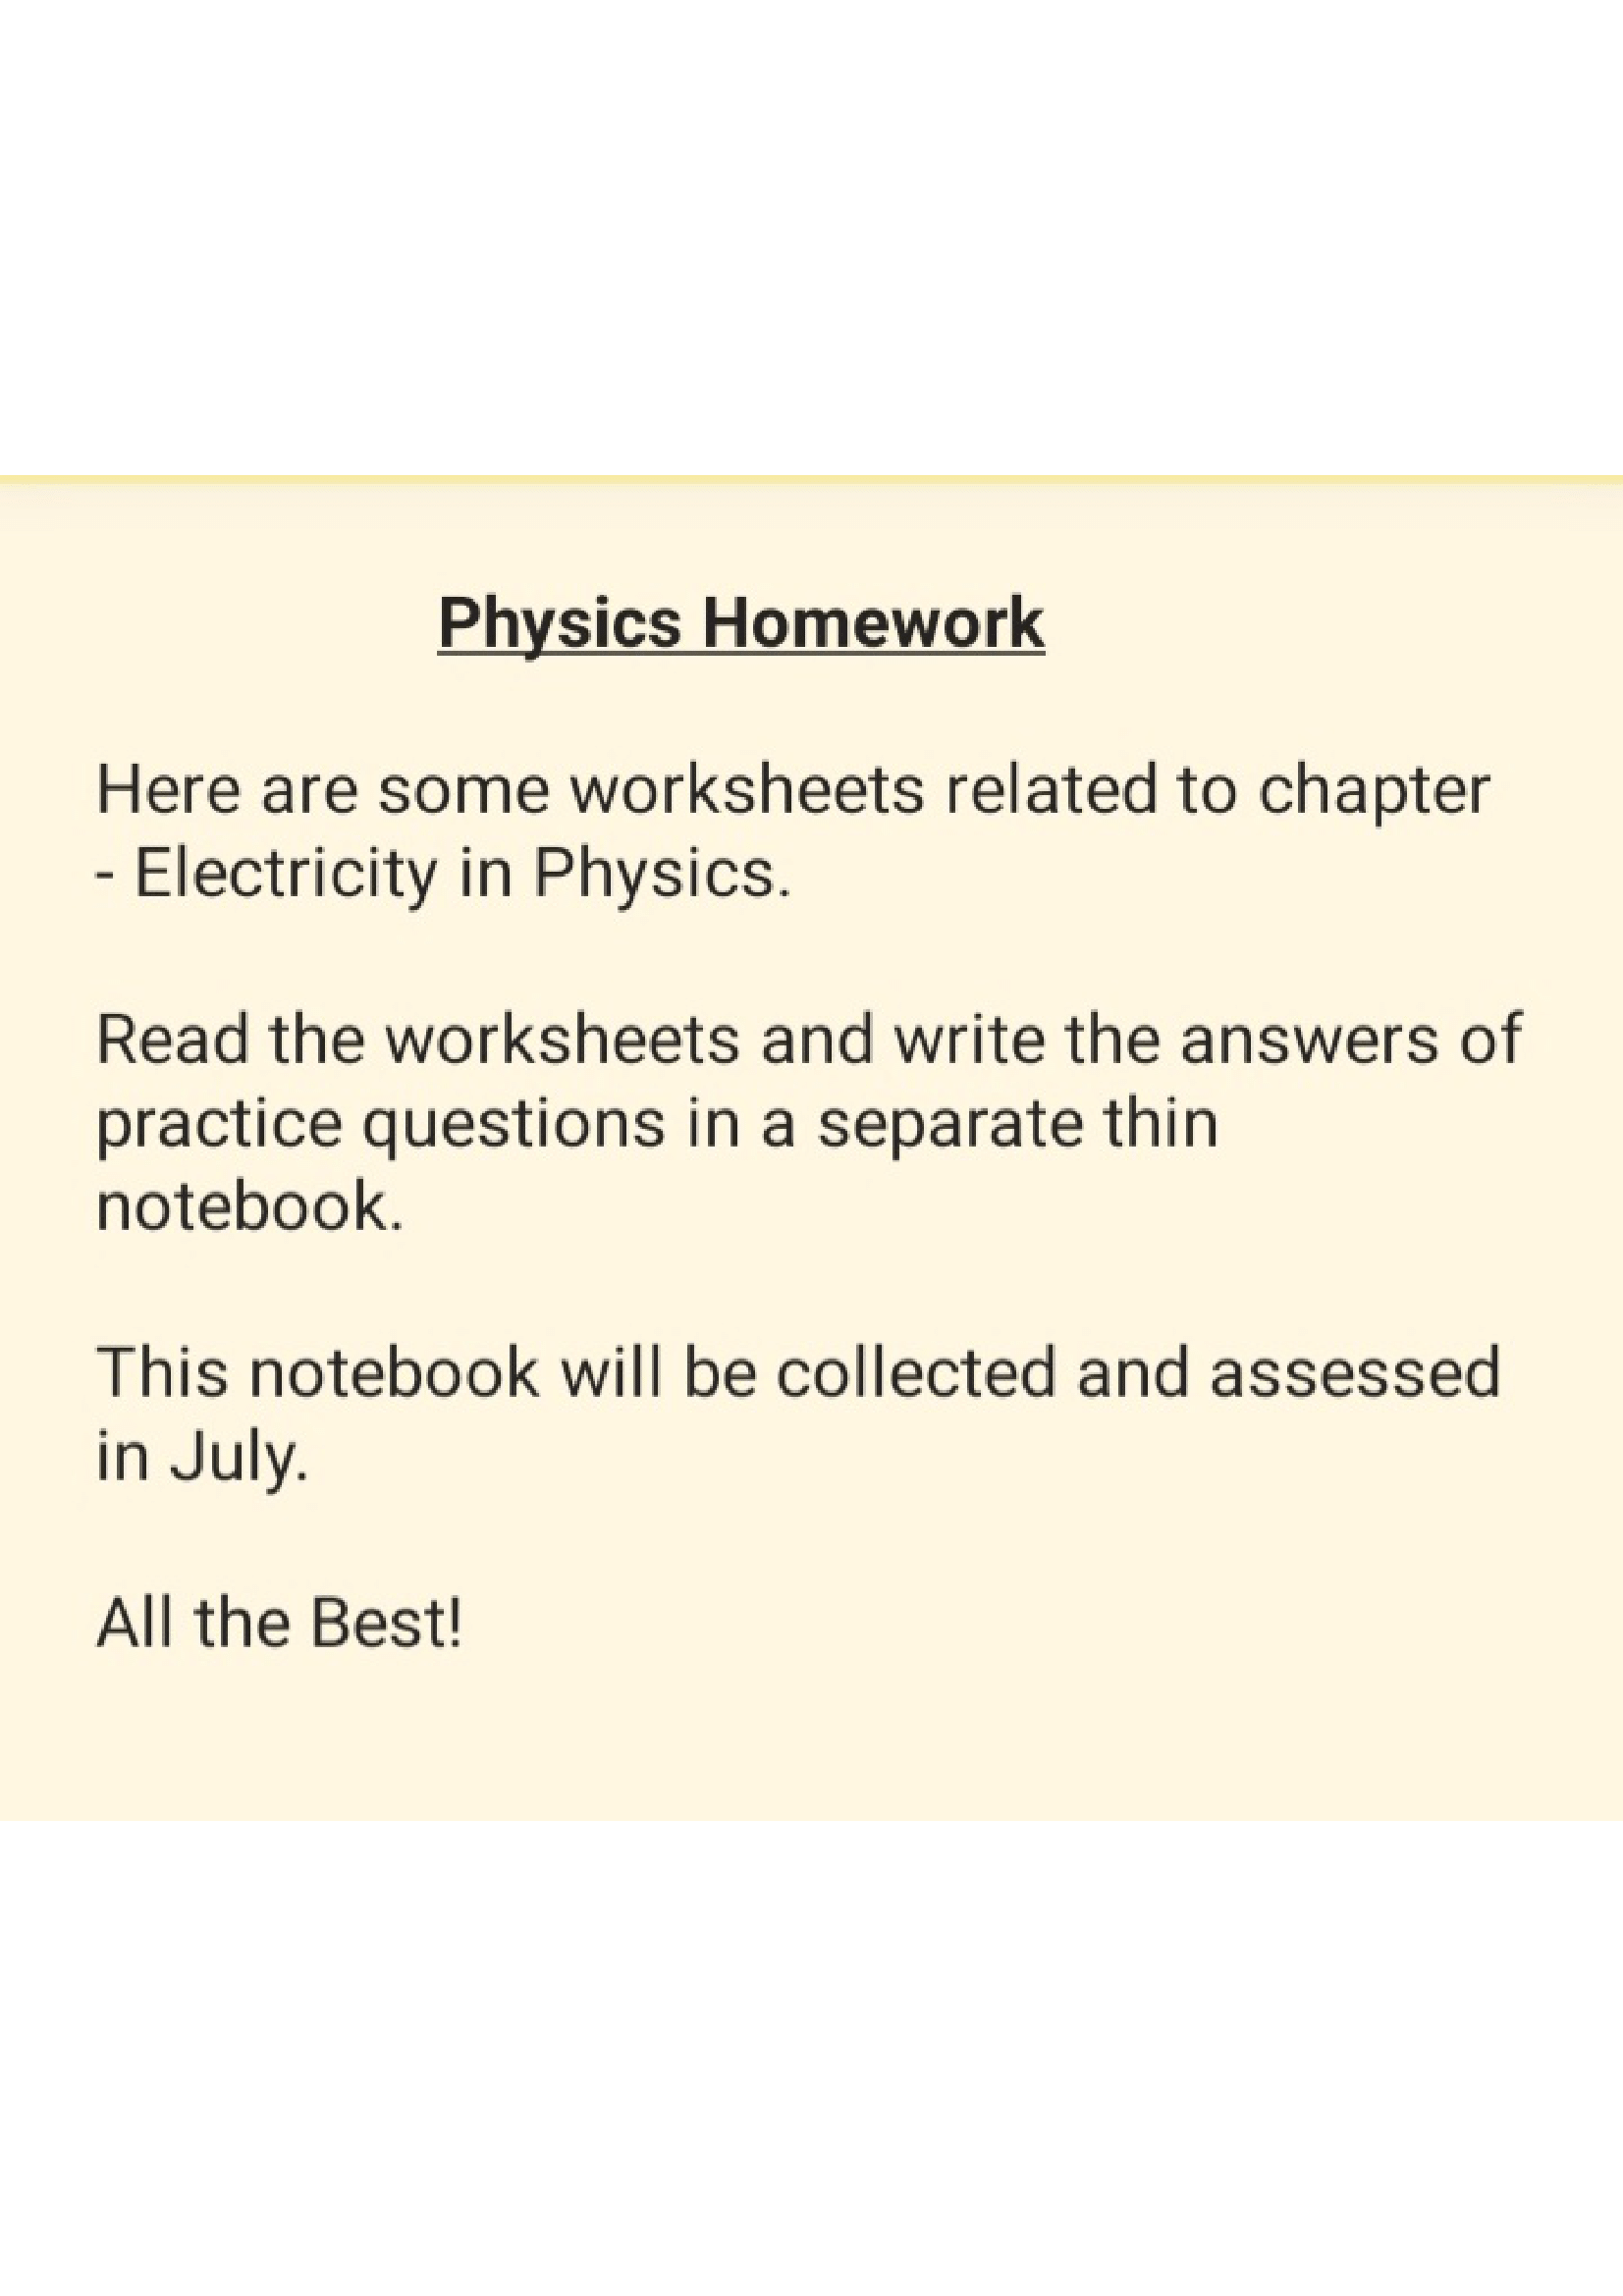 Physics Homework
Here are some worksheets related to chapter
- Electricity in Physics.
Read the worksheets and write the answers of
practice questions in a separate thin
notebook.
This notebook will be collected and assessed
in July.
All the Best!